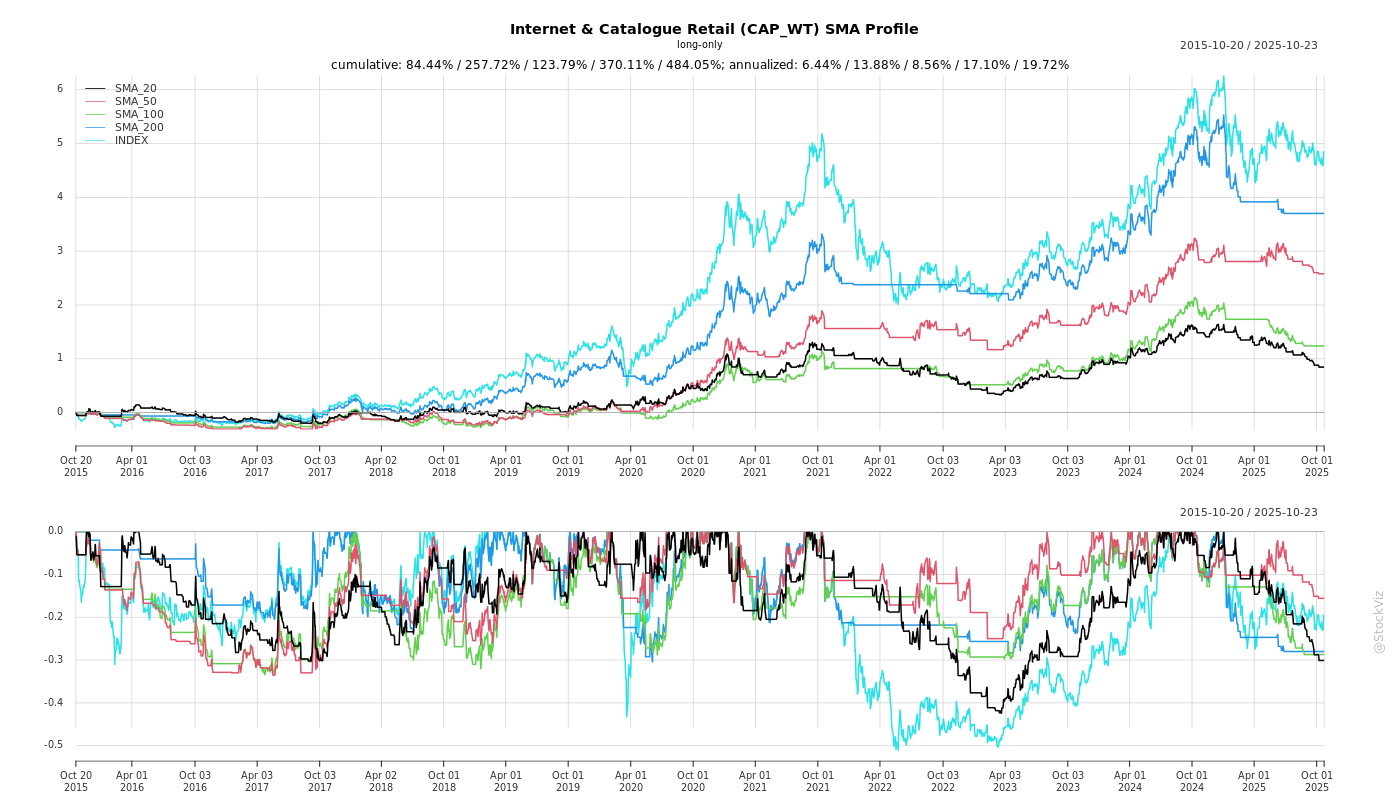 Internet & Catalogue Retail (CAP_WT) SMA Profile
long-only
2015-10-20 / 2025-10-23
cumulative: 84.44% / 257.72% / 123.79% / 370.11% / 484.05%; annualized: 6.44% / 13.88% / 8.56% / 17.10% / 19.72%
SMA_20
SMA_50
SMA_100
SMA_200
INDEX
6
5
4
3
2
1
0
Oct 20 Apr 01 Oct 03 Apr 03 Oct 03 Apr 02 Oct 01 Apr 01 Oct 01 Apr 01 Oct 01 Apr 01 Oct 01 Apr 01 Oct 03 Apr 03 Oct 03 Apr 01 Oct 01 Apr 01 Oct 01
2015 2016 2016 2017 2017 2018 2018 2019 2019 2020 2020 2021 2021 2022 2022 2023 2023 2024 2024 2025 2025
2015-10-20 / 2025-10-23
0.0
-0.1
-0.2
-0.3
-0.4
-0.5
Oct 20 Apr 01 Oct 03 Apr 03 Oct 03 Apr 02 Oct 01 Apr 01 Oct 01 Apr 01 Oct 01 Apr 01 Oct 01 Apr 01 Oct 03 Apr 03 Oct 03 Apr 01 Oct 01 Apr 01 Oct 01
2015 2016 2016 2017 2017 2018 2018 2019 2019 2020 2020 2021 2021 2022 2022 2023 2023 2024 2024 2025 2025
@StockViz